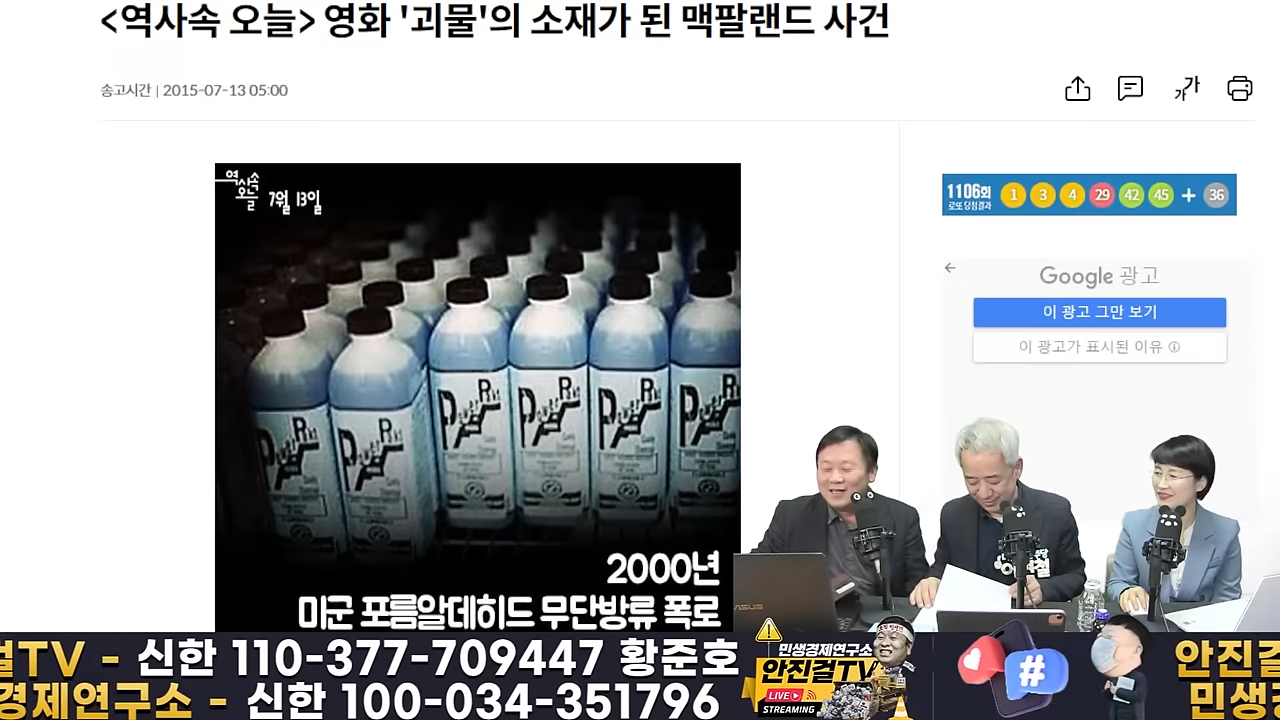 <역사속 오늘> 영화 '괴물'의 소재가 된 맥팔랜드 사건
송고시간 | 2015-07-13 05:00
가가
역사속
오늘
7월 13일
1106회
로또당첨결과
1 3 4 29 42 45 + 36
Google 광고
이 광고 그만 보기
이 광고가 표시된 이유
2000년
미군 포름알데히드 무단방류 폭로
ASUS
걸TV - 신한 110-377-709447 황준호
경제연구소 - 신한 100-034-351796
민생경제연구소
안진걸TV
LIVE
STREAMING
#
안진걸
민생